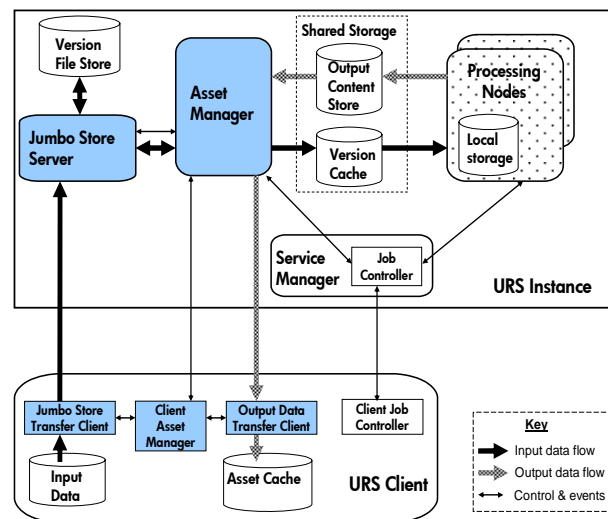 Version
File Store
Jumbo Store
Server
Asset
Manager
Shared Storage
Output
Content
Store
Version
Cache
Processing
Nodes
Local
storage
Service
Manager
Job
Controller
URS Instance
Jumbo Store
Transfer Client
Client
Asset
Manager
Output Data
Transfer Client
Client Job
Controller
Input
Data
Asset Cache
URS Client
Key
Input data flow
Output data flow
Control & events